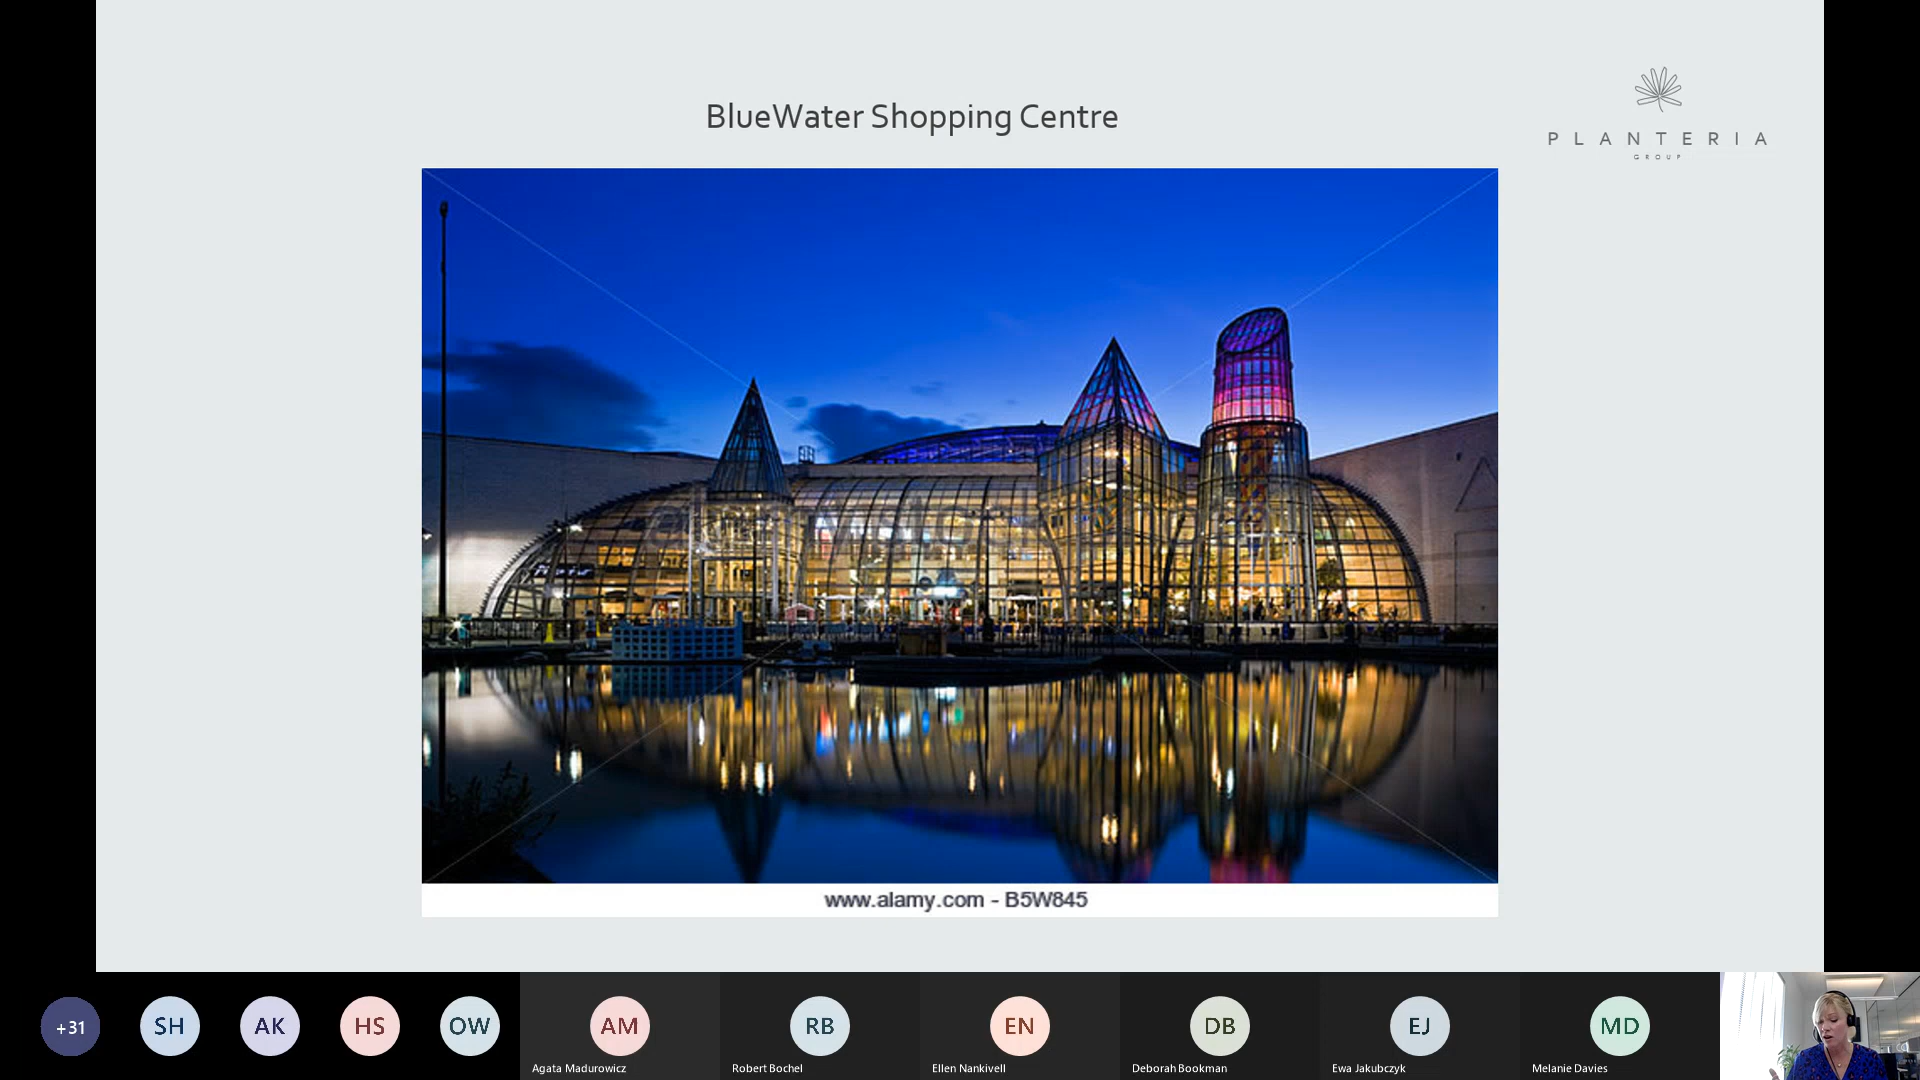 BlueWater Shopping Centre
PLANTERIA
GROUP
www.alamy.com - B5W845
+31
SH
AK
HS
OW
AM
RB
EN
DB
EJ
MD
Agata Madurowicz
Robert Bochel
Ellen Nankivell
Deborah Bookman
Ewa Jakubczyk
Melanie Davies